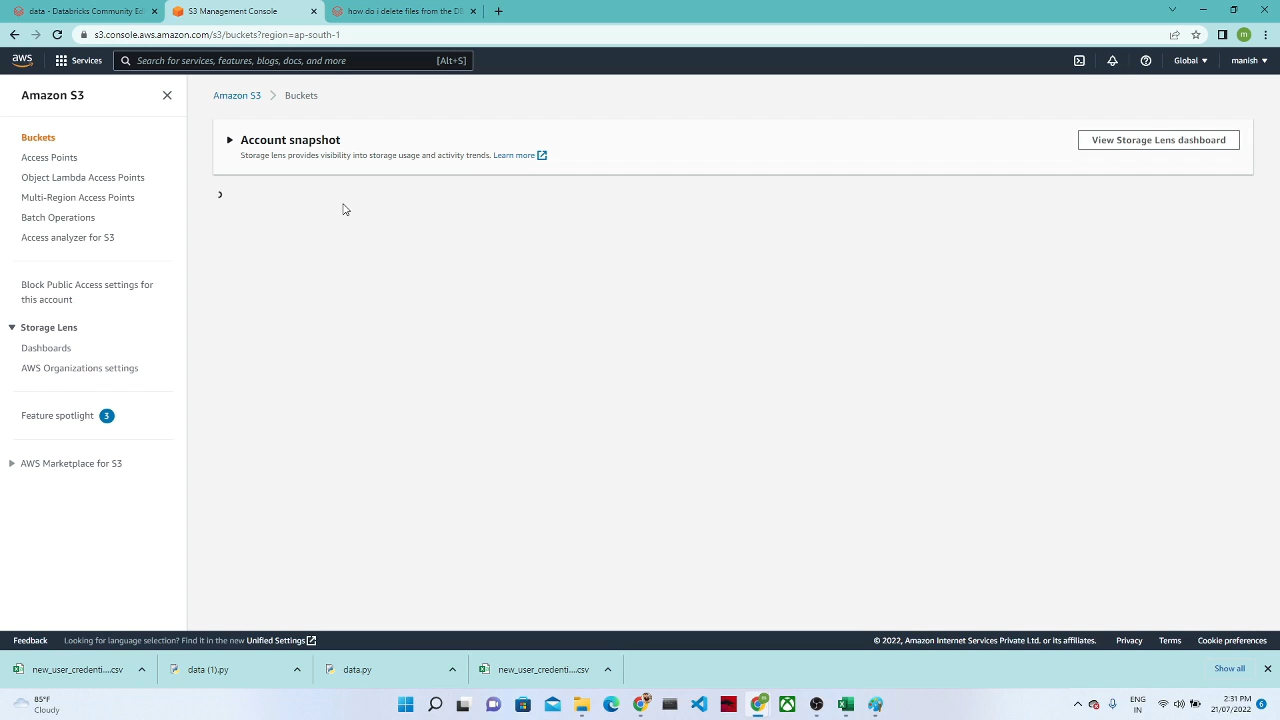 data - Databricks Community Edi
S3 Management Console
how do i delete files from the DB
s3.console.aws.amazon.com/s3/buckets?region=ap-south-1
m
aws
Services
Search for services, features, blogs, docs, and more
[Alt+S]
Global
manish
Amazon S3
Buckets
Access Points
Object Lambda Access Points
Multi-Region Access Points
Batch Operations
Access analyzer for S3
Block Public Access settings for
this account
Storage Lens
Dashboards
AWS Organizations settings
Feature spotlight 3
AWS Marketplace for S3
Amazon S3 > Buckets
Account snapshot
Storage lens provides visibility into storage usage and activity trends. Learn more
View Storage Lens dashboard
Feedback
Looking for language selection? Find it in the new Unified Settings
© 2022, Amazon Internet Services Private Ltd. or its affiliates.
Privacy
Terms
Cookie preferences
new_user_credenti....csv
data (1).py
data.py
new_user_credenti....csv
Show all
85°F
Cloudy
ENG
IN
2:31 PM
21/07/2022
6